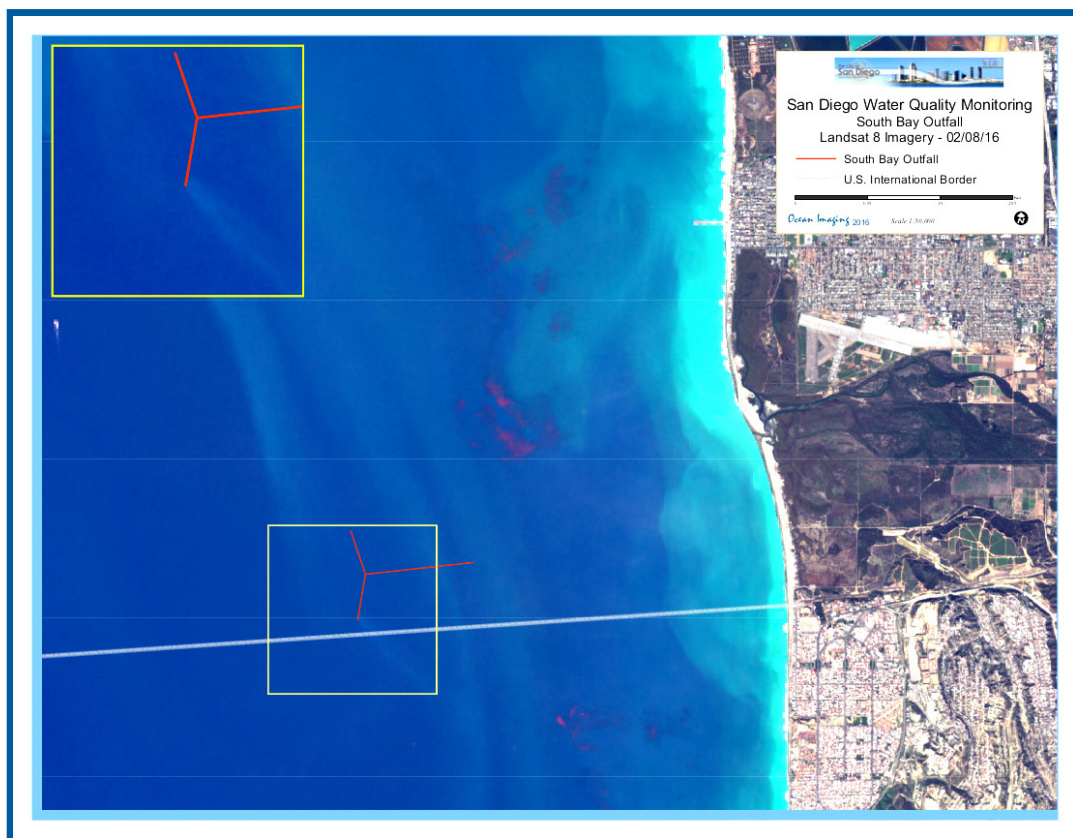 San Diego
San Diego Water Quality Monitoring
South Bay Outfall
Landsat 8 Imagery - 02/08/16
South Bay Outfall
U.S. International Border
Ocean Imaging 2016
Scale 1:50,000